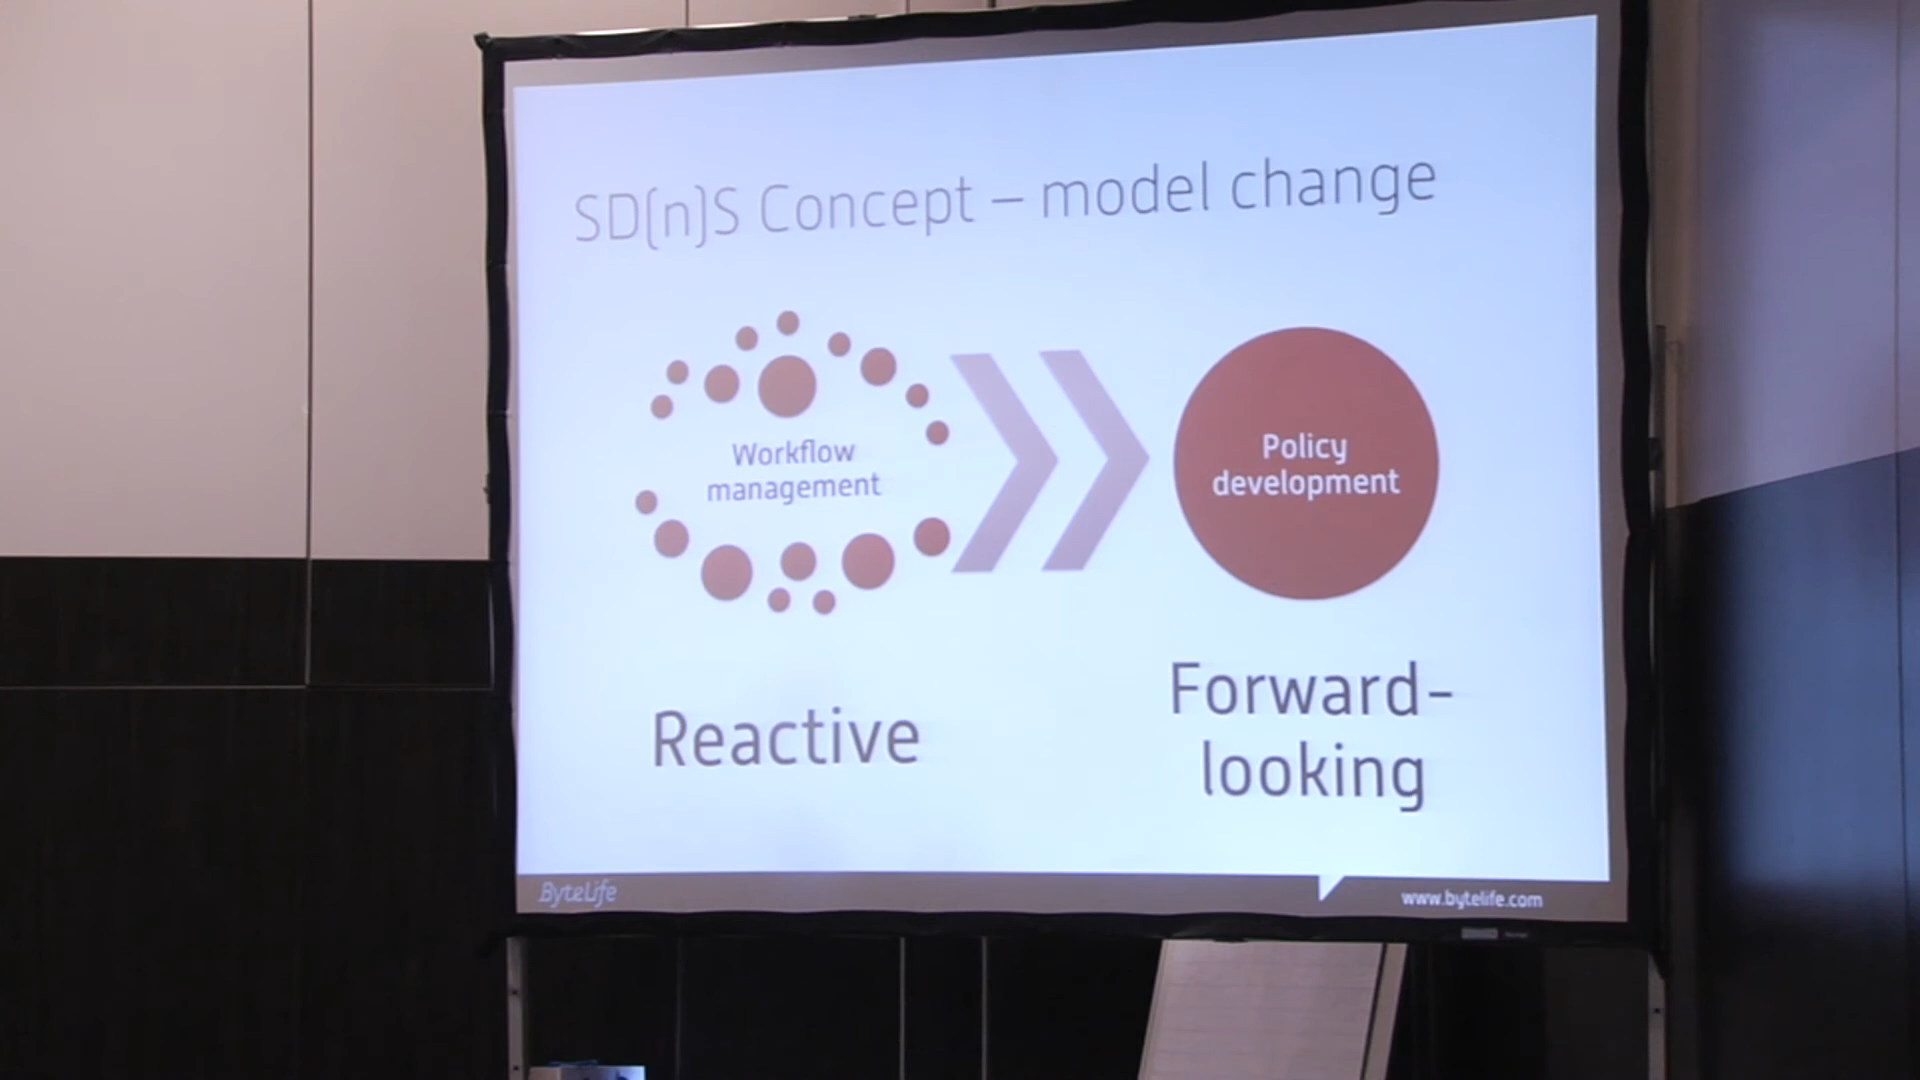 SD(n)S Concept – model change
Workflow
management
Policy
development
Reactive
Forward-
looking
ByteLife
www.bytelife.com